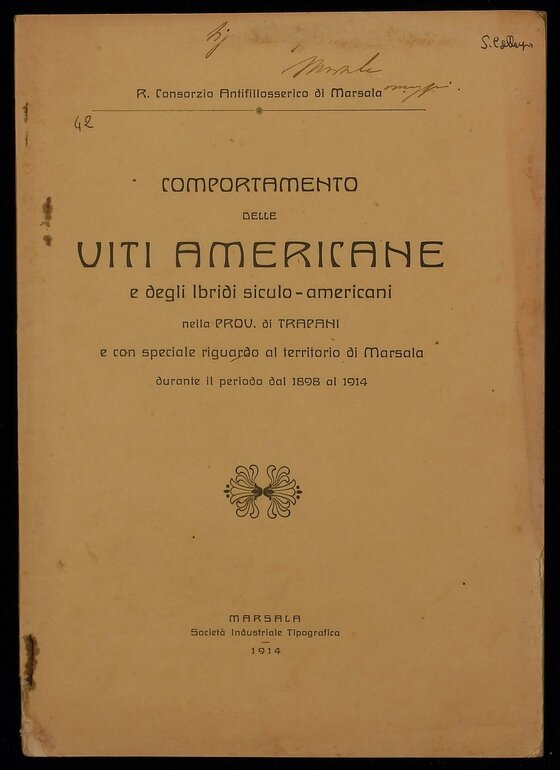 Marsala
R. Consorzio Antifillosserico di Marsala
42
COMPORTAMENTO
DELLE
VITI AMERICANE
e degli Ibridi siculo-americani
nella PROV. di TRAPANI
e con speciale riguardo al territorio di Marsala
durante il periodo dal 1898 al 1914
MARSALA
Società Industriale Tipografica
1914